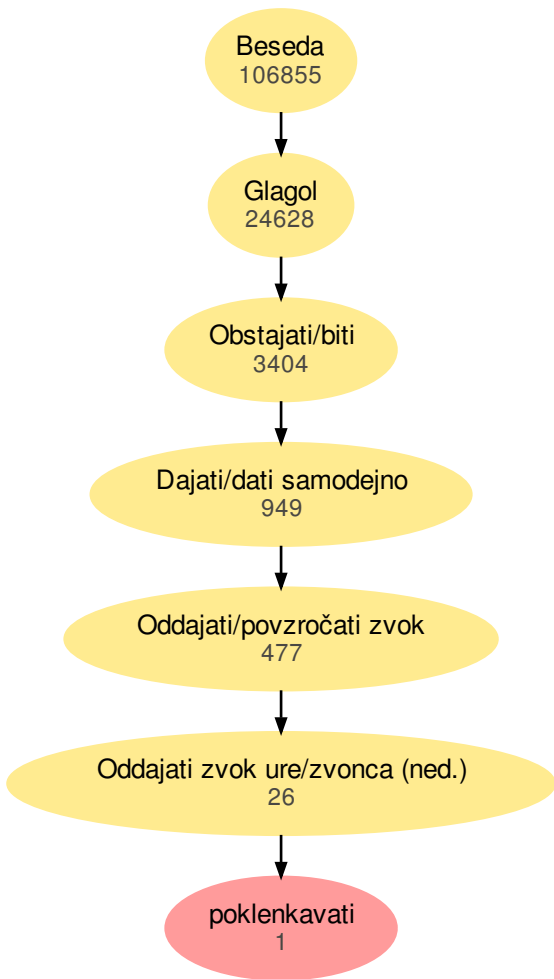 Beseda
106855
Glagol
24628
Obstajati/biti
3404
Dajati/dati samodejno
949
Oddajati/povzročati zvok
477
Oddajati zvok ure/zvonca (ned.)
26
poklenkavati
1